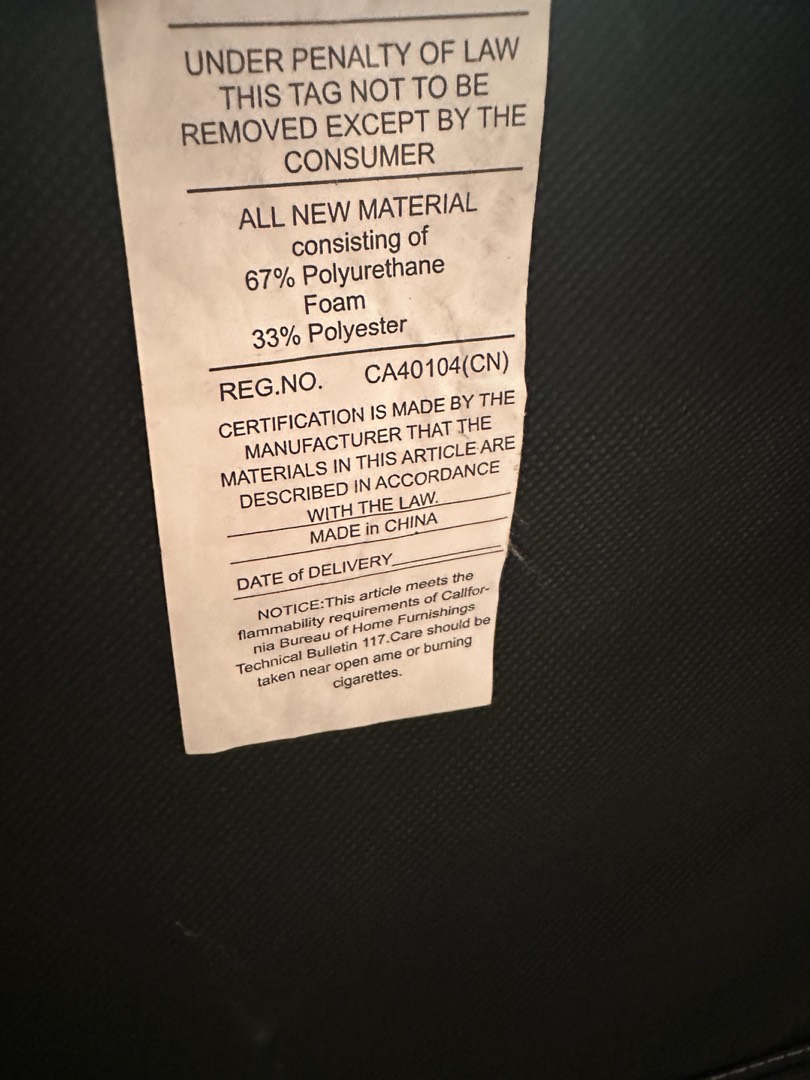 UNDER PENALTY OF LAW
THIS TAG NOT TO BE
REMOVED EXCEPT BY THE
CONSUMER
ALL NEW MATERIAL
consisting of
67% Polyurethane
Foam
33% Polyester
REG.NO. CA40104(CN)
CERTIFICATION IS MADE BY THE
MANUFACTURER THAT THE
MATERIALS IN THIS ARTICLE ARE
DESCRIBED IN ACCORDANCE
WITH THE LAW.
MADE in CHINA
DATE of DELIVERY
NOTICE:This article meets the
flammability requirements of Callfor-
nia Bureau of Home Furnishings
Technical Bulletin 117.Care should be
taken near open ame or burning
cigarettes.